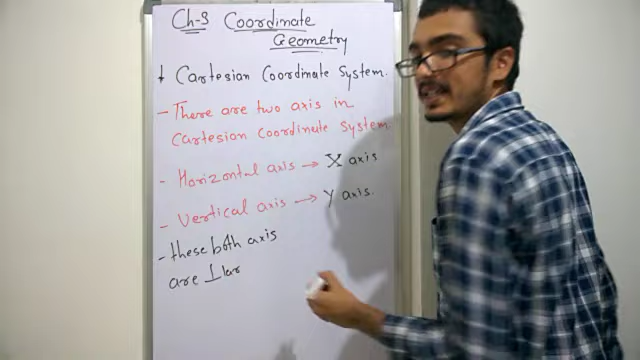 Ch-3 Coordinate
Geometry
+ Cartesian Coordinate System.
- There are two axis in
Cartesian Coordinate System
- Horizontal axis → X axis
- Vertical axis → Y axis.
- these both axis
are ⊥lar